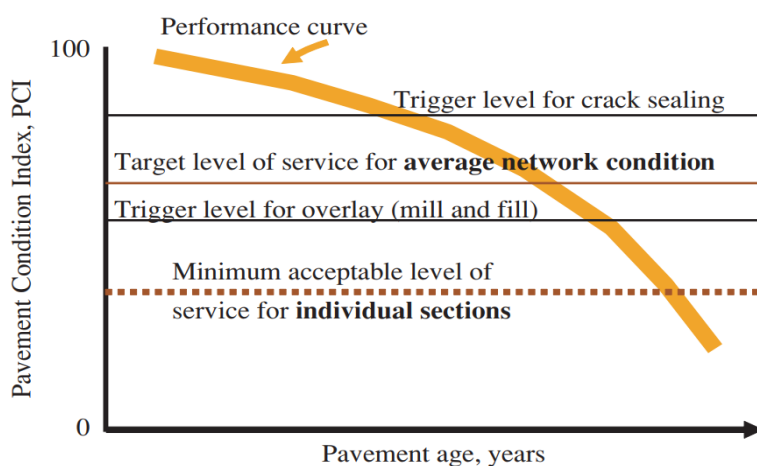 Performance curve
100
Trigger level for crack sealing
Target level of service for average network condition
Trigger level for overlay (mill and fill)
Minimum acceptable level of
service for individual sections
Pavement Condition Index, PCI
0
Pavement age, years